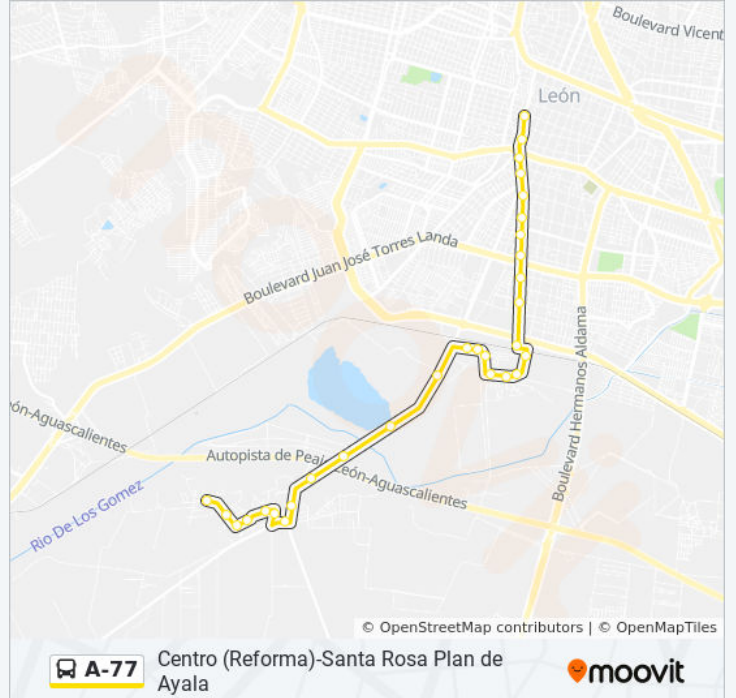 Boulevard Vicent
León
Boulevard Juan José Torres Landa
Boulevard Hermanos Aldama
ón-Aguascalientes
Autopista de Peaj
León-Aguascalientes
Rio De Los Gomez
© OpenStreetMap contributors | © OpenMapTiles
A-77
Centro (Reforma)-Santa Rosa Plan de
Ayala
moovit